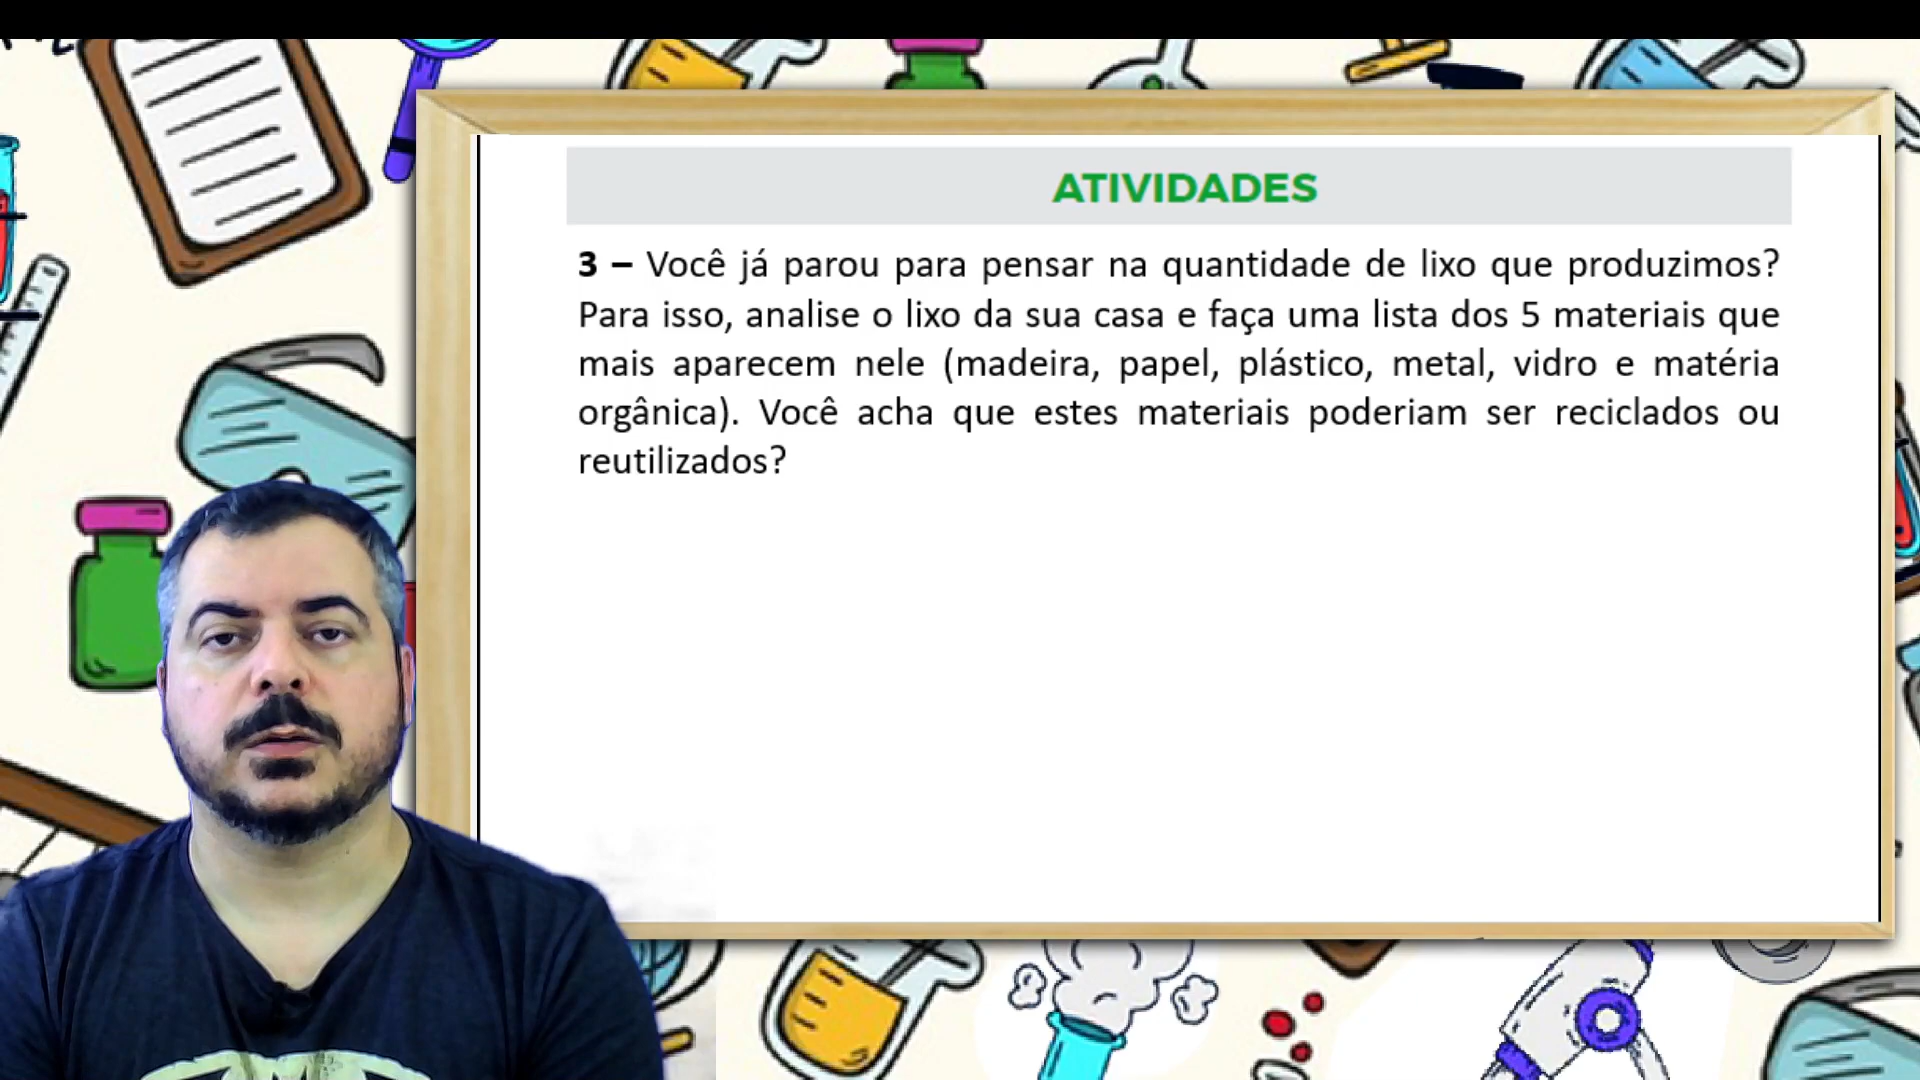 ATIVIDADES
3 – Você já parou para pensar na quantidade de lixo que produzimos?
Para isso, analise o lixo da sua casa e faça uma lista dos 5 materiais que
mais aparecem nele (madeira, papel, plástico, metal, vidro e matéria
orgânica). Você acha que estes materiais poderiam ser reciclados ou
reutilizados?